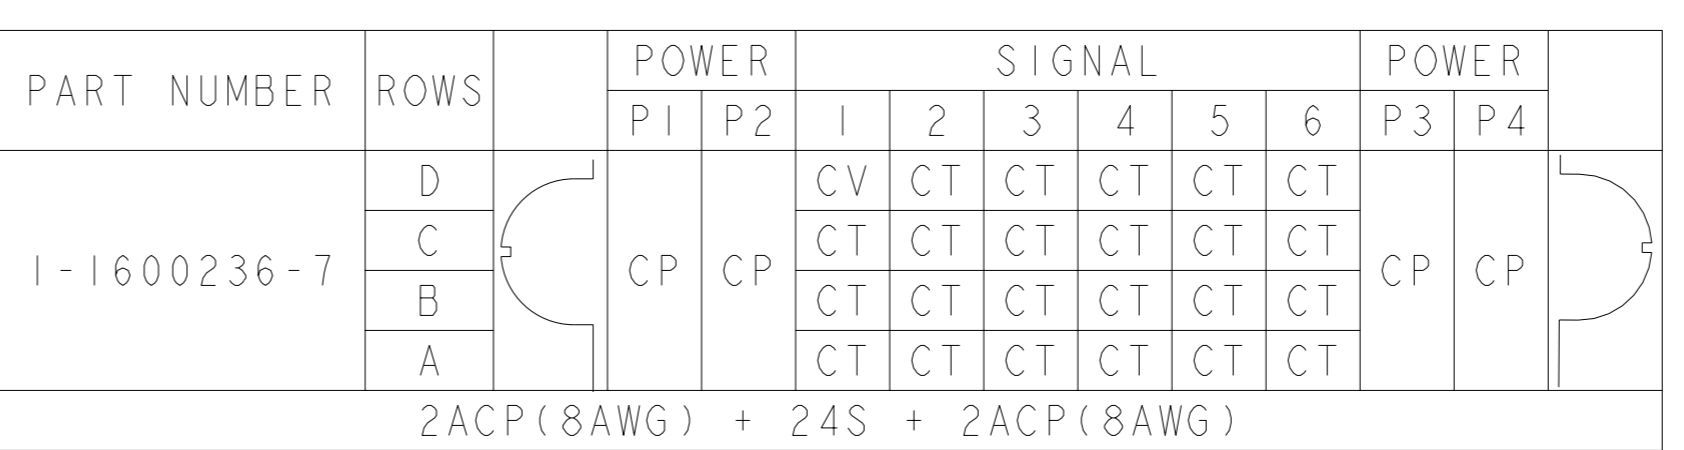 POWER SIGNAL POWER
PART NUMBER ROWS
P1 P2 1 2 3 4 5 6 P3 P4
D CV CT CT CT CT CT
C CT CT CT CT CT CT
1-1600236-7 CP CP CP CP
B CT CT CT CT CT CT
A CT CT CT CT CT CT
2ACP(8AWG) + 24S + 2ACP(8AWG)